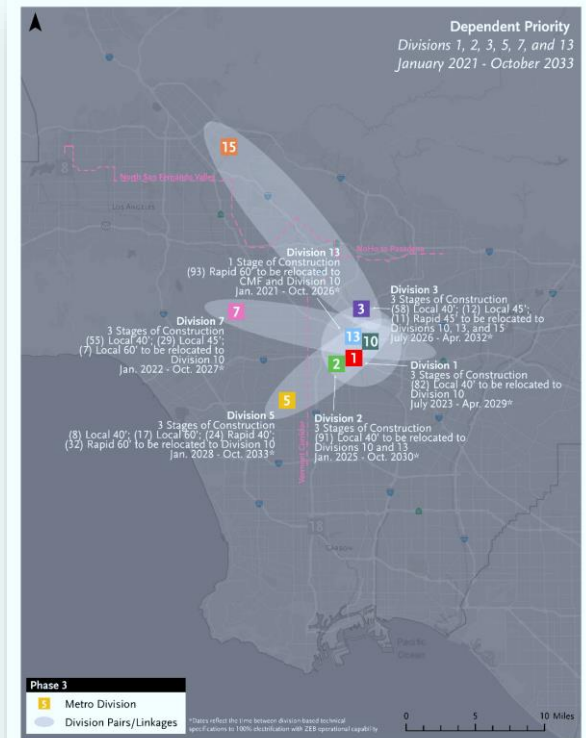 Dependent Priority
Divisions 1, 2, 3, 5, 7, and 13
January 2021 - October 2033
15
Los Angeles
Division 13
1 Stage of Construction
(93) Rapid 60' to be relocated to
CMF and Division 10
Jan. 2021 - Oct. 2026*
7
3
Division 3
3 Stages of Construction
(58) Local 40'; (12) Local 45';
(11) Rapid 45' to be relocated to
Divisions 10, 13, and 15
July 2026 - Apr. 2032*
Division 7
3 Stages of Construction
(55) Local 40'; (29) Local 45';
(7) Local 60' to be relocated to
Division 10
Jan. 2022 - Oct. 2027*
13
10
1
2
Division 1
3 Stages of Construction
(82) Local 40' to be relocated to
Division 10
July 2023 - Apr. 2029*
5
Division 5
3 Stages of Construction
(8) Local 40'; (17) Local 60'; (24) Rapid 40';
(32) Rapid 60' to be relocated to Division 10
Jan. 2028 - Oct. 2033*
Division 2
3 Stages of Construction
(91) Local 40' to be relocated to
Divisions 10 and 13
Jan. 2025 - Oct. 2030*
Vermont Corridor
18
Carson
Pacific
Ocean
Phase 3
5
Metro Division
Division Pairs/Linkages
*Dates reflect the time between division-based technical
specifications to 100% electrification with ZEB operational capability
0
5
10 Miles